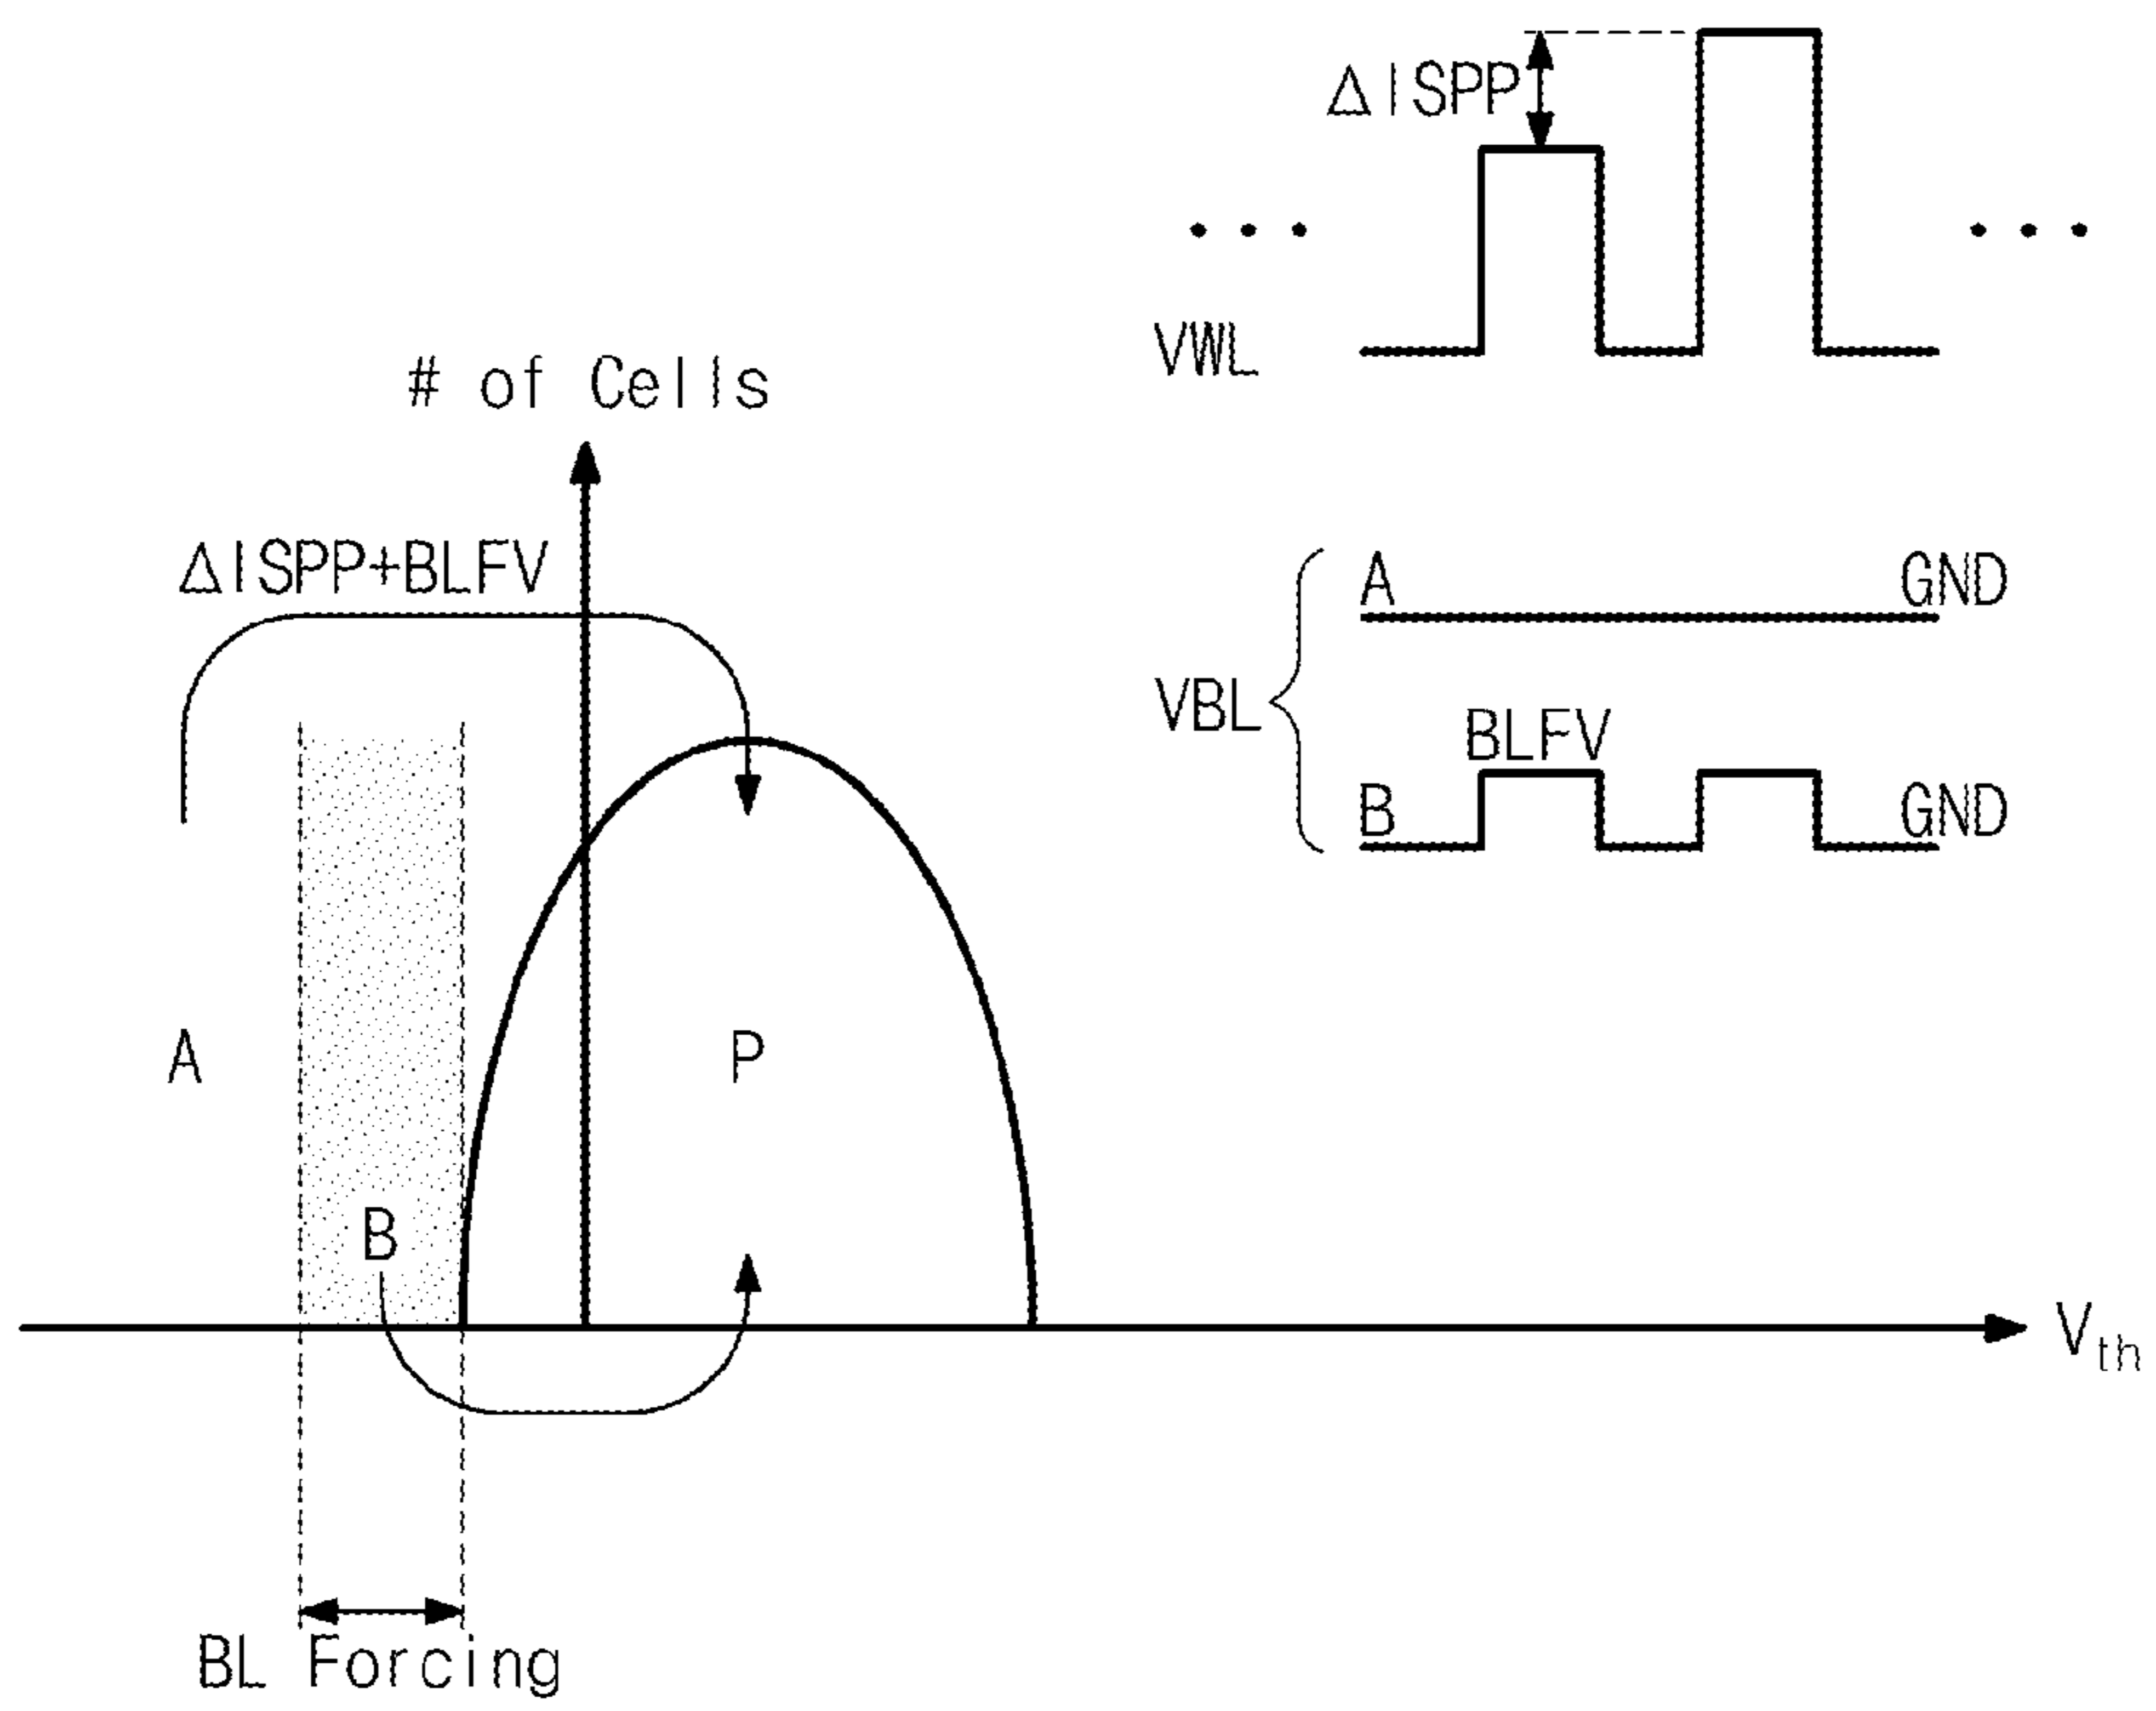 ΔISPP
. . .
. . .
VWL
# of Cells
ΔISPP+BLFV
A GND
VBL
BLFV
B GND
A
P
B
Vth
BL Forcing